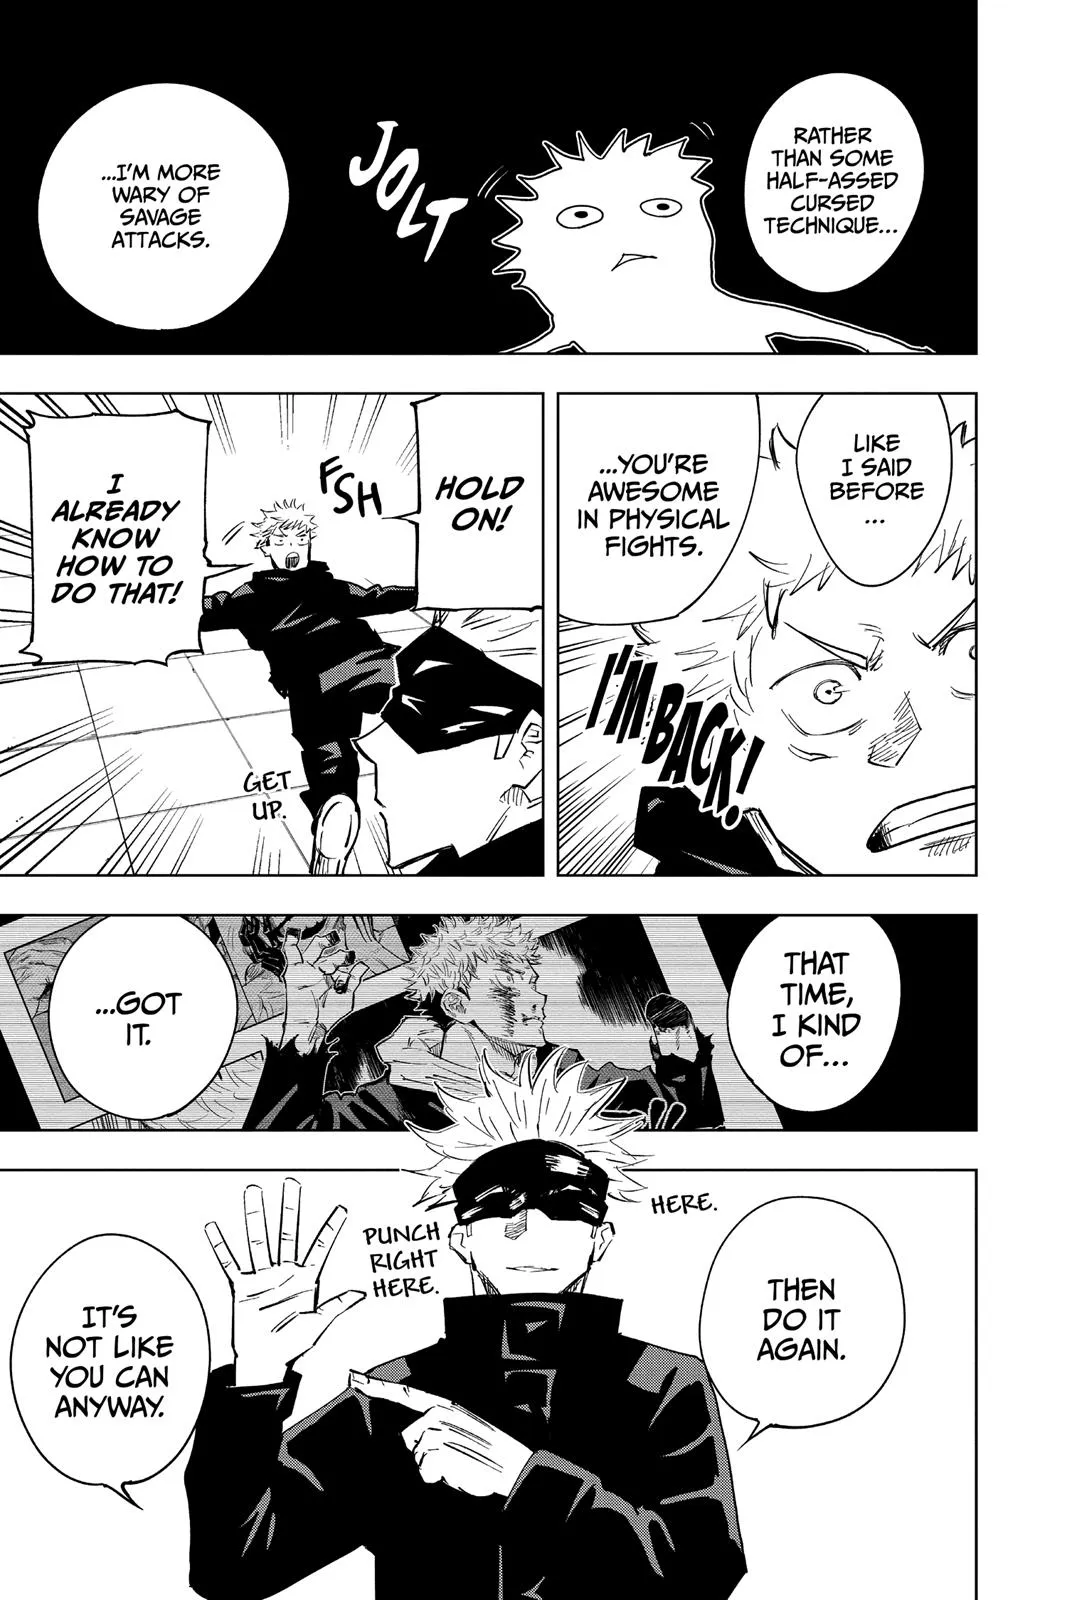 RATHER
THAN SOME
HALF-ASSED
CURSED
TECHNIQUE...
JOLT
...I'M MORE
WARY OF
SAVAGE
ATTACKS.
LIKE
I SAID
BEFORE
...
...YOU'RE
AWESOME
IN PHYSICAL
FIGHTS.
I'M BACK!
HOLD
ON!
FSH
I
ALREADY
KNOW
HOW TO
DO THAT!
GET
UP.
THAT
TIME,
I KIND
OF...
...GOT
IT.
THEN
DO IT
AGAIN.
HERE.
PUNCH
RIGHT
HERE.
IT'S
NOT LIKE
YOU CAN
ANYWAY.